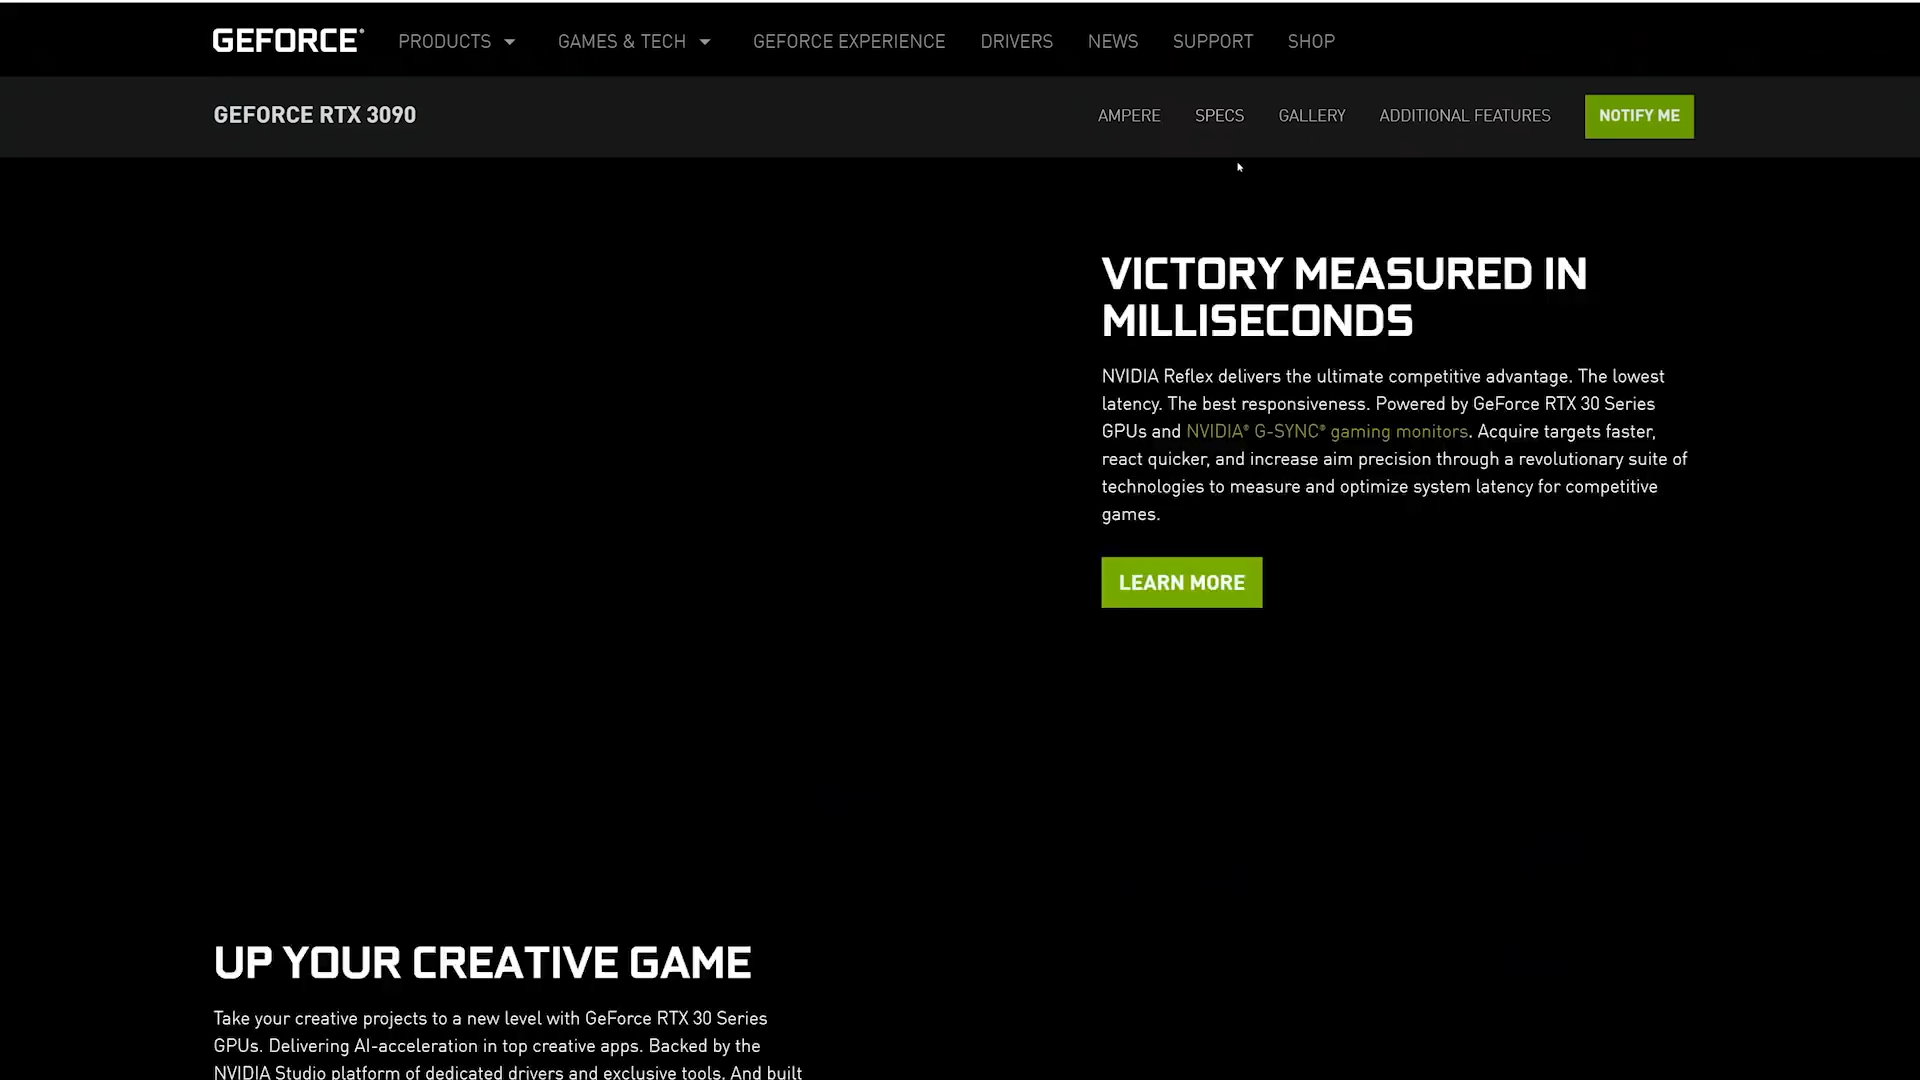 GEFORCE® PRODUCTS GAMES & TECH GEFORCE EXPERIENCE DRIVERS NEWS SUPPORT SHOP
GEFORCE RTX 3090 AMPERE SPECS GALLERY ADDITIONAL FEATURES NOTIFY ME
VICTORY MEASURED IN
MILLISECONDS
NVIDIA Reflex delivers the ultimate competitive advantage. The lowest
latency. The best responsiveness. Powered by GeForce RTX 30 Series
GPUs and NVIDIA® G-SYNC® gaming monitors. Acquire targets faster,
react quicker, and increase aim precision through a revolutionary suite of
technologies to measure and optimize system latency for competitive
games.
LEARN MORE
UP YOUR CREATIVE GAME
Take your creative projects to a new level with GeForce RTX 30 Series
GPUs. Delivering AI-acceleration in top creative apps. Backed by the
NVIDIA Studio platform of dedicated drivers and exclusive tools. And built